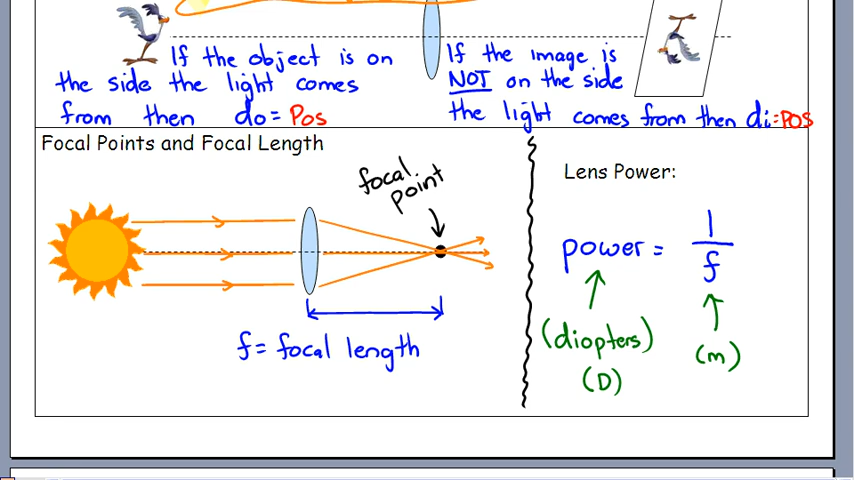 If the object is on
the side the light comes
from then do = Pos
If the image is
NOT on the side
the light comes from then di=POS
Focal Points and Focal Length
focal
point
f = focal length
Lens Power:
power = 1/f
(diopters)
(D)
(m)